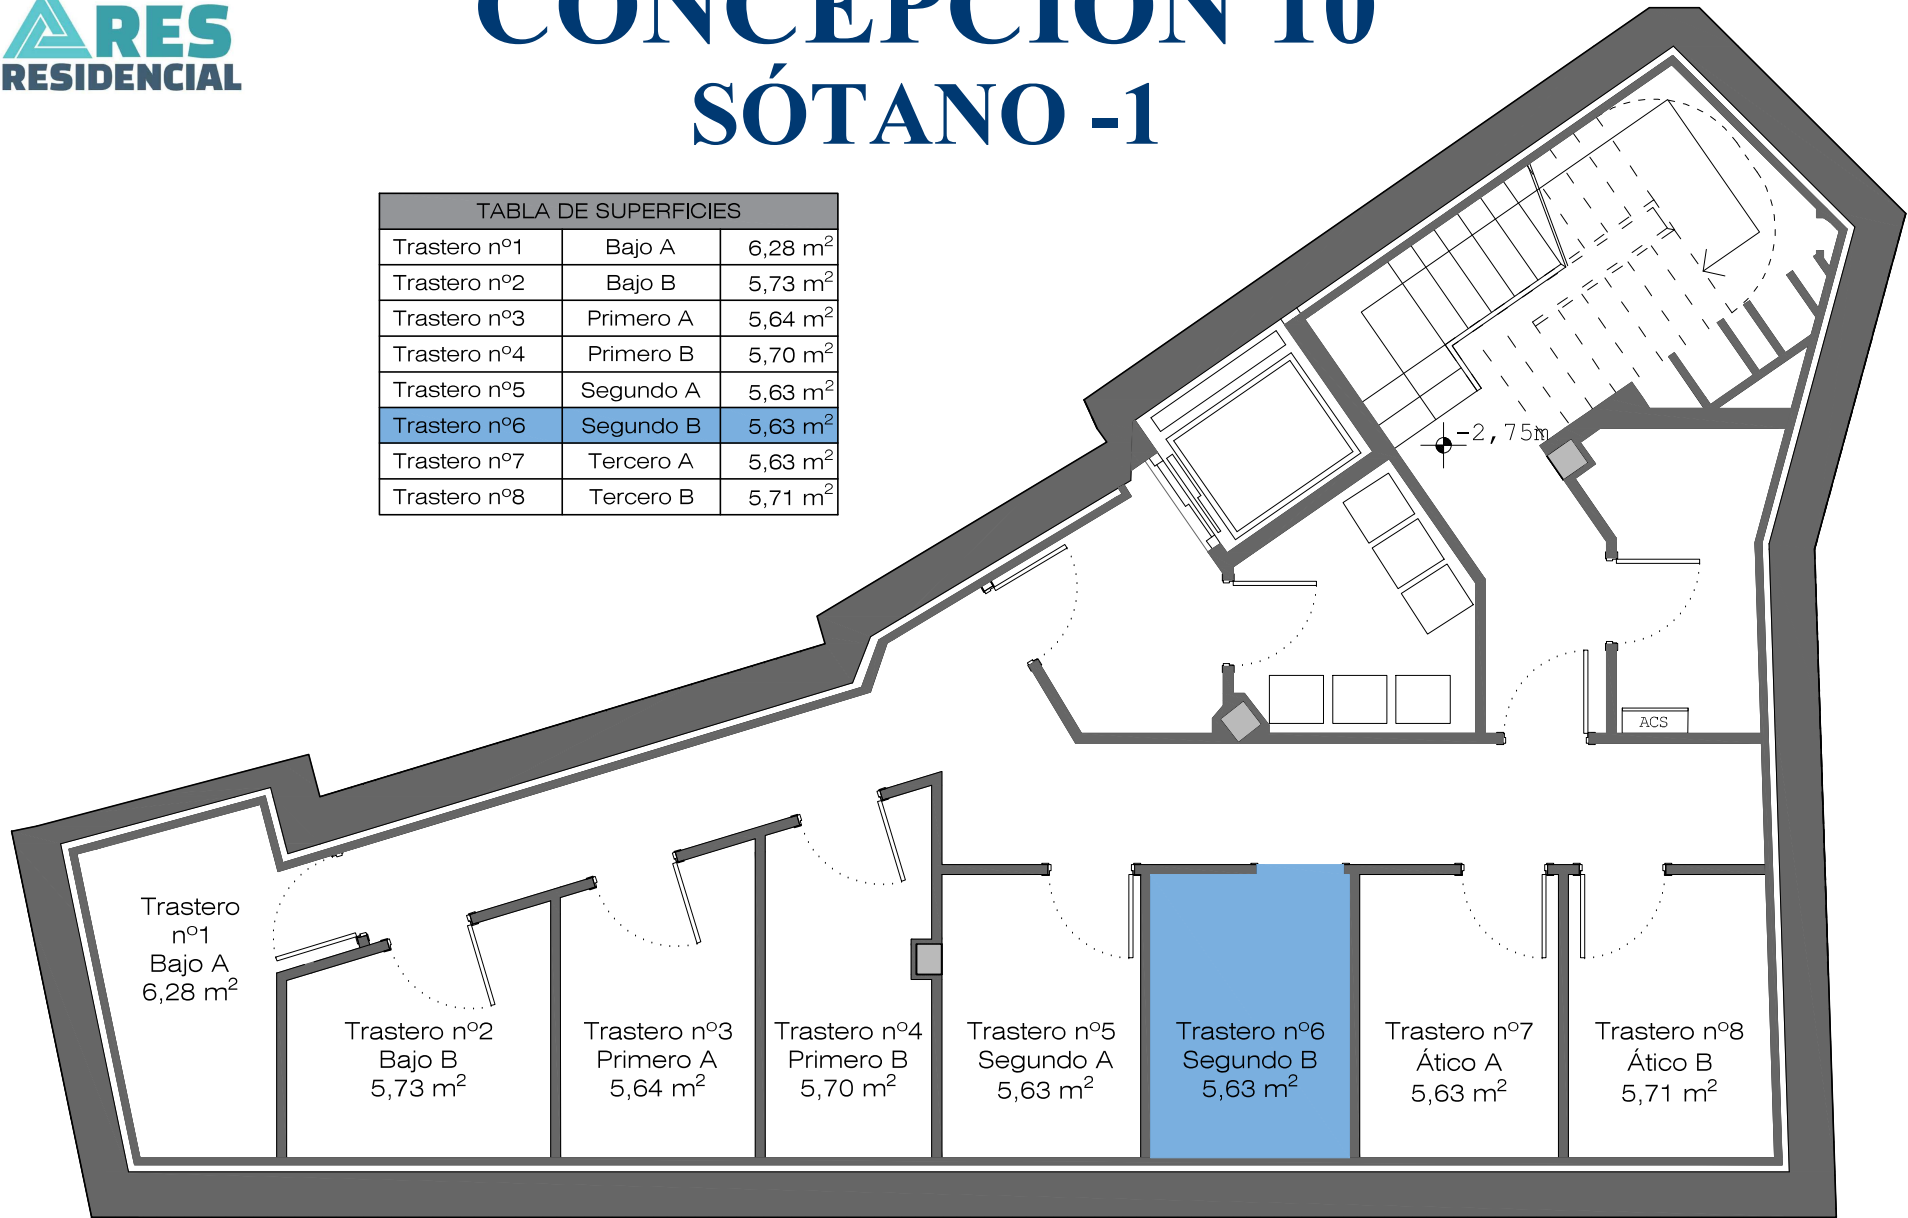 ARES
RESIDENCIAL
CONCEPCIÓN 10
SÓTANO -1
TABLA DE SUPERFICIES
Trastero nº1 Bajo A 6,28 m²
Trastero nº2 Bajo B 5,73 m²
Trastero nº3 Primero A 5,64 m²
Trastero nº4 Primero B 5,70 m²
Trastero nº5 Segundo A 5,63 m²
Trastero nº6 Segundo B 5,63 m²
Trastero nº7 Tercero A 5,63 m²
Trastero nº8 Tercero B 5,71 m²
-2,75m
ACS
Trastero
nº1
Bajo A
6,28 m²
Trastero nº2
Bajo B
5,73 m²
Trastero nº3
Primero A
5,64 m²
Trastero nº4
Primero B
5,70 m²
Trastero nº5
Segundo A
5,63 m²
Trastero nº6
Segundo B
5,63 m²
Trastero nº7
Ático A
5,63 m²
Trastero nº8
Ático B
5,71 m²